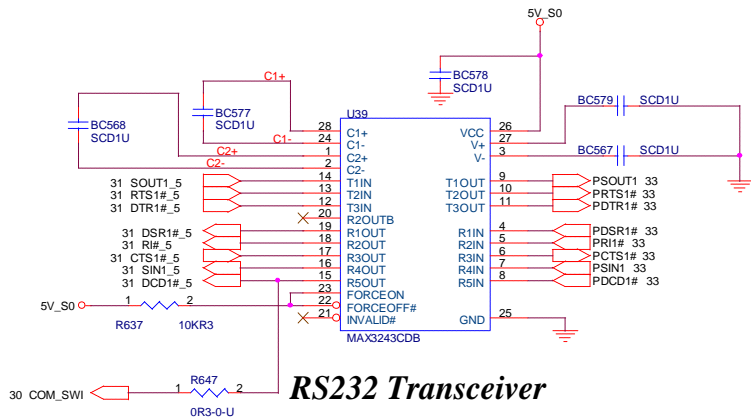 5V_S0
C1+
BC578
SCD1U
BC577
SCD1U
BC579
SCD1U
BC568
SCD1U
U39
C1-
C2+
C2-
BC567
SCD1U
28 C1+ VCC 26
24 C1- V+ 27
1 C2+ V- 3
2 C2-
31 SOUT1_5 14 T1IN T1OUT 9 PSOUT1 33
31 RTS1#_5 13 T2IN T2OUT 10 PRTS1# 33
31 DTR1#_5 12 T3IN T3OUT 11 PDTR1# 33
20 R2OUTB
31 DSR1#_5 19 R1OUT R1IN 4 PDSR1# 33
31 RI#_5 18 R2OUT R2IN 5 PRI1# 33
31 CTS1#_5 17 R3OUT R3IN 6 PCTS1# 33
31 SIN1_5 16 R4OUT R4IN 7 PSIN1 33
31 DCD1#_5 15 R5OUT R5IN 8 PDCD1# 33
23 FORCEON
5V_S0 1 2 22 FORCEOFF#
21 INVALID# GND 25
R637 10KR3
MAX3243CDB
R647
30 COM_SWI 1 2
0R3-0-U
RS232 Transceiver